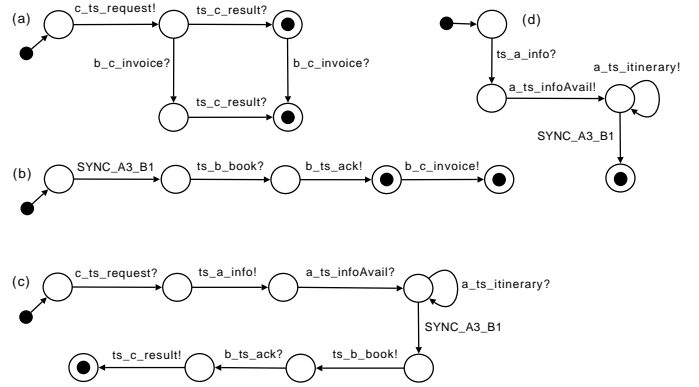 (a)
c_ts_request!
ts_c_result?
b_c_invoice?
b_c_invoice?
ts_c_result?
(d)
ts_a_info?
a_ts_infoAvail!
a_ts_itinerary!
SYNC_A3_B1
(b)
SYNC_A3_B1
ts_b_book?
b_ts_ack!
b_c_invoice!
(c)
c_ts_request?
ts_a_info!
a_ts_infoAvail?
a_ts_itinerary?
SYNC_A3_B1
ts_c_result!
b_ts_ack?
ts_b_book!